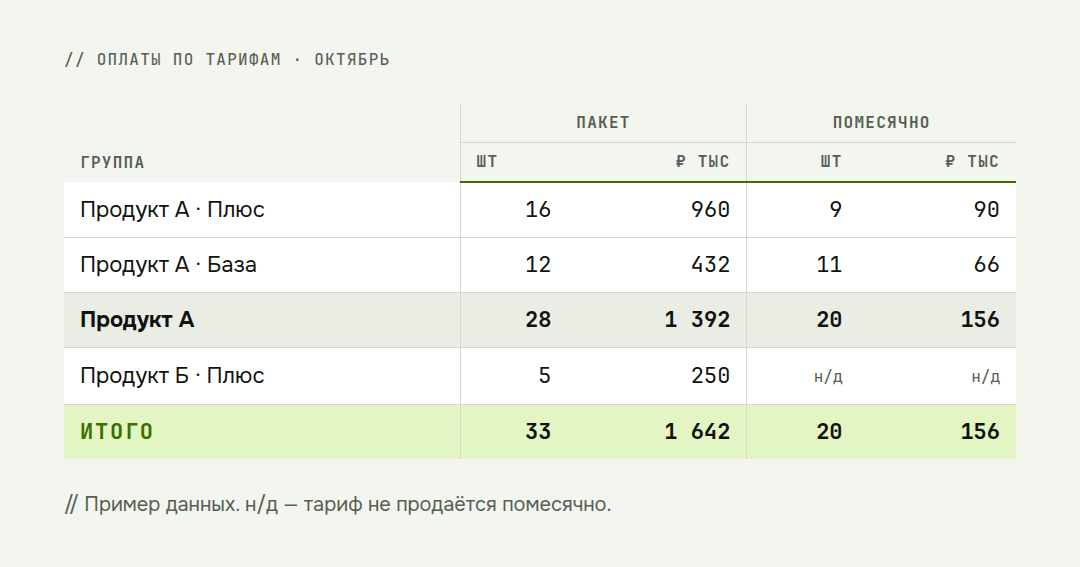 // ОПЛАТЫ ПО ТАРИФАМ · ОКТЯБРЬ
ПАКЕТ ПОМЕСЯЧНО
ГРУППА ШТ ₽ ТЫС ШТ ₽ ТЫС
Продукт А · Плюс 16 960 9 90
Продукт А · База 12 432 11 66
Продукт А 28 1 392 20 156
Продукт Б · Плюс 5 250 н/д н/д
ИТОГО 33 1 642 20 156
// Пример данных. н/д — тариф не продаётся помесячно.